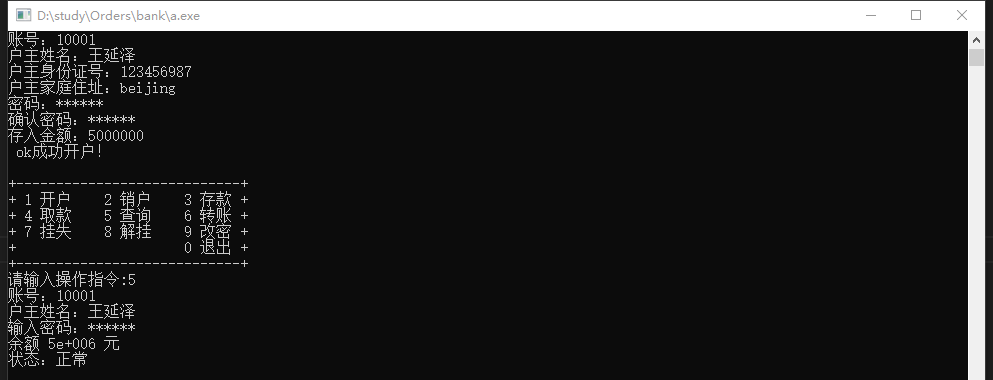 D:\study\Orders\bank\a.exe
账号：10001
户主姓名：王延泽
户主身份证号：123456987
户主家庭住址：beijing
密码：******
确认密码：******
存入金额：5000000
 ok成功开户!
+----------------------------+
+ 1 开户    2 销户    3 存款 +
+ 4 取款    5 查询    6 转账 +
+ 7 挂失    8 解挂    9 改密 +
+                     0 退出 +
+----------------------------+
请输入操作指令:5
账号：10001
户主姓名：王延泽
输入密码：******
余额 5e+006 元
状态：正常